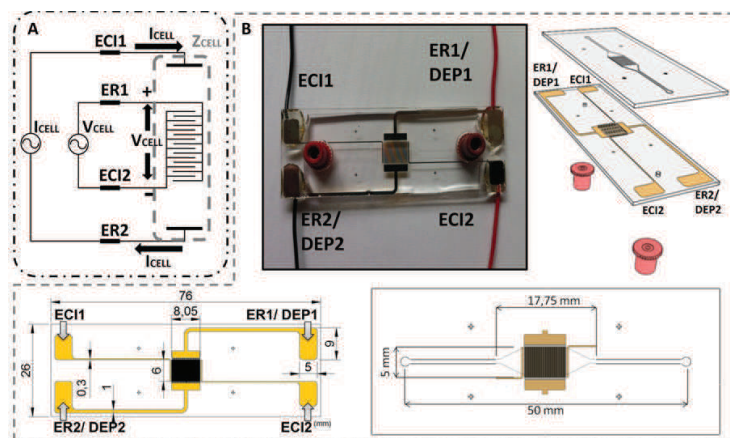 A
ICELL
ZCELL
ECI1
ER1
+
ICELL
VCELL
VCELL
ECI2
-
ER2
ICELL
B
ECI1
ER1/
DEP1
ER2/
DEP2
ECI2
ER1/
DEP1
ECI1
ECI2
ER2/
DEP2
76
ECI1
8,05
ER1/ DEP1
26
0,3
1
6
5
9
ER2/ DEP2
ECI2 (mm)
17,75 mm
5 mm
50 mm